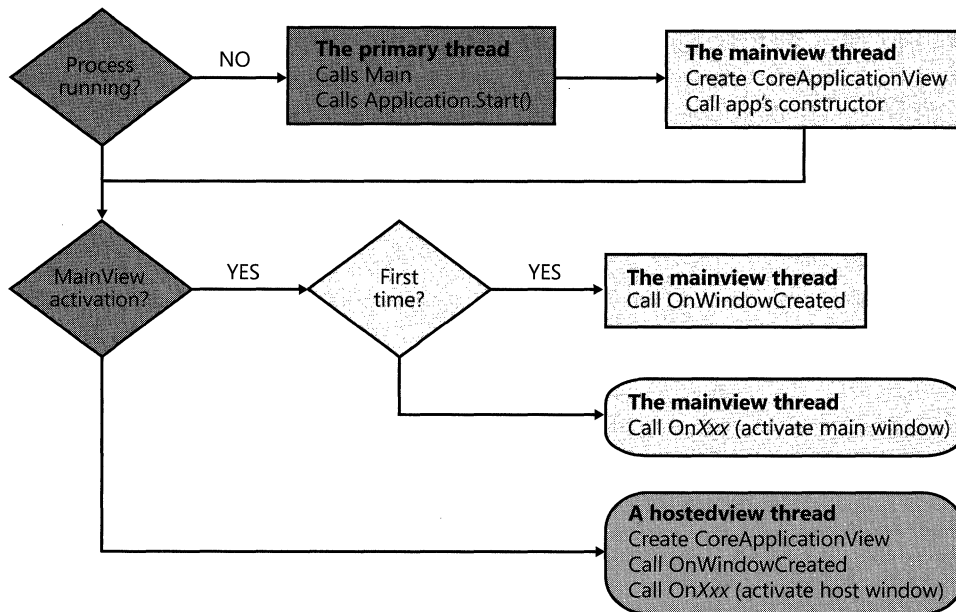 Process
running?
NO
The primary thread
Calls Main
Calls Application.Start()
The mainview thread
Create CoreApplicationView
Call app's constructor
MainView
activation?
YES
First
time?
YES
The mainview thread
Call OnWindowCreated
The mainview thread
Call OnXxx (activate main window)
A hostedview thread
Create CoreApplicationView
Call OnWindowCreated
Call OnXxx (activate host window)